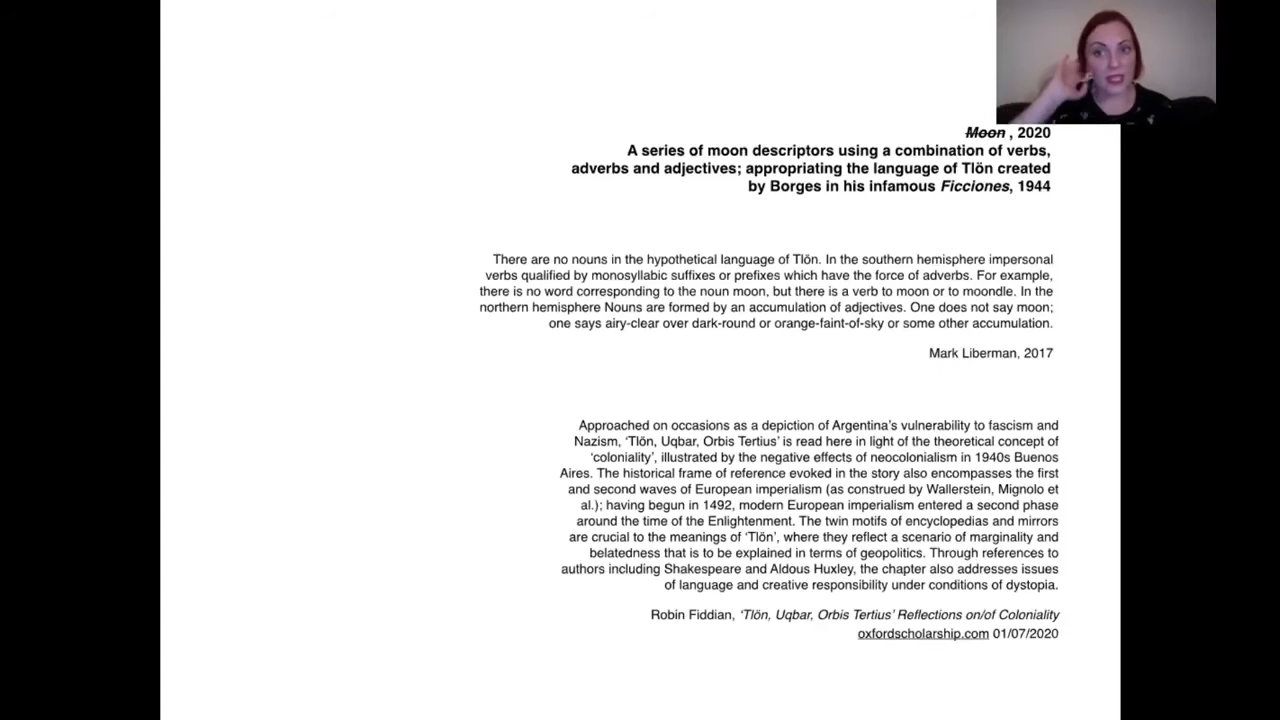 Moon , 2020
A series of moon descriptors using a combination of verbs,
adverbs and adjectives; appropriating the language of Tlön created
by Borges in his infamous Ficciones, 1944
There are no nouns in the hypothetical language of Tlön. In the southern hemisphere impersonal
verbs qualified by monosyllabic suffixes or prefixes which have the force of adverbs. For example,
there is no word corresponding to the noun moon, but there is a verb to moon or to moondle. In the
northern hemisphere Nouns are formed by an accumulation of adjectives. One does not say moon;
one says airy-clear over dark-round or orange-faint-of-sky or some other accumulation.
Mark Liberman, 2017
Approached on occasions as a depiction of Argentina's vulnerability to fascism and
Nazism, ‘Tlön, Uqbar, Orbis Tertius’ is read here in light of the theoretical concept of
‘coloniality’, illustrated by the negative effects of neocolonialism in 1940s Buenos
Aires. The historical frame of reference evoked in the story also encompasses the first
and second waves of European imperialism (as construed by Wallerstein, Mignolo et
al.); having begun in 1492, modern European imperialism entered a second phase
around the time of the Enlightenment. The twin motifs of encyclopedias and mirrors
are crucial to the meanings of ‘Tlön’, where they reflect a scenario of marginality and
belatedness that is to be explained in terms of geopolitics. Through references to
authors including Shakespeare and Aldous Huxley, the chapter also addresses issues
of language and creative responsibility under conditions of dystopia.
Robin Fiddian, ‘Tlön, Uqbar, Orbis Tertius’ Reflections on/of Coloniality
oxfordscholarship.com 01/07/2020